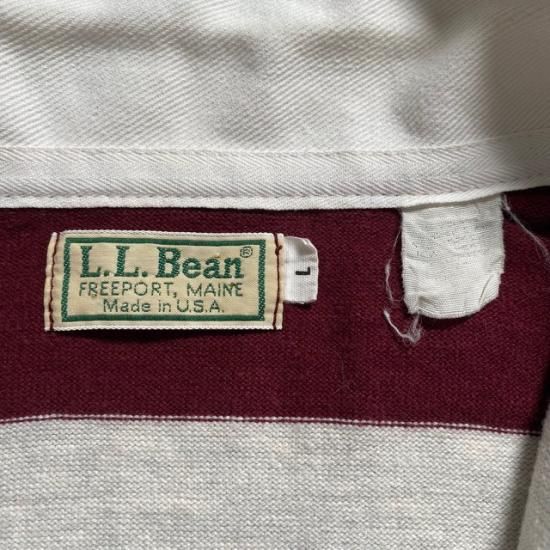 L.L.Bean®
FREEPORT, MAINE
Made in U.S.A.
L